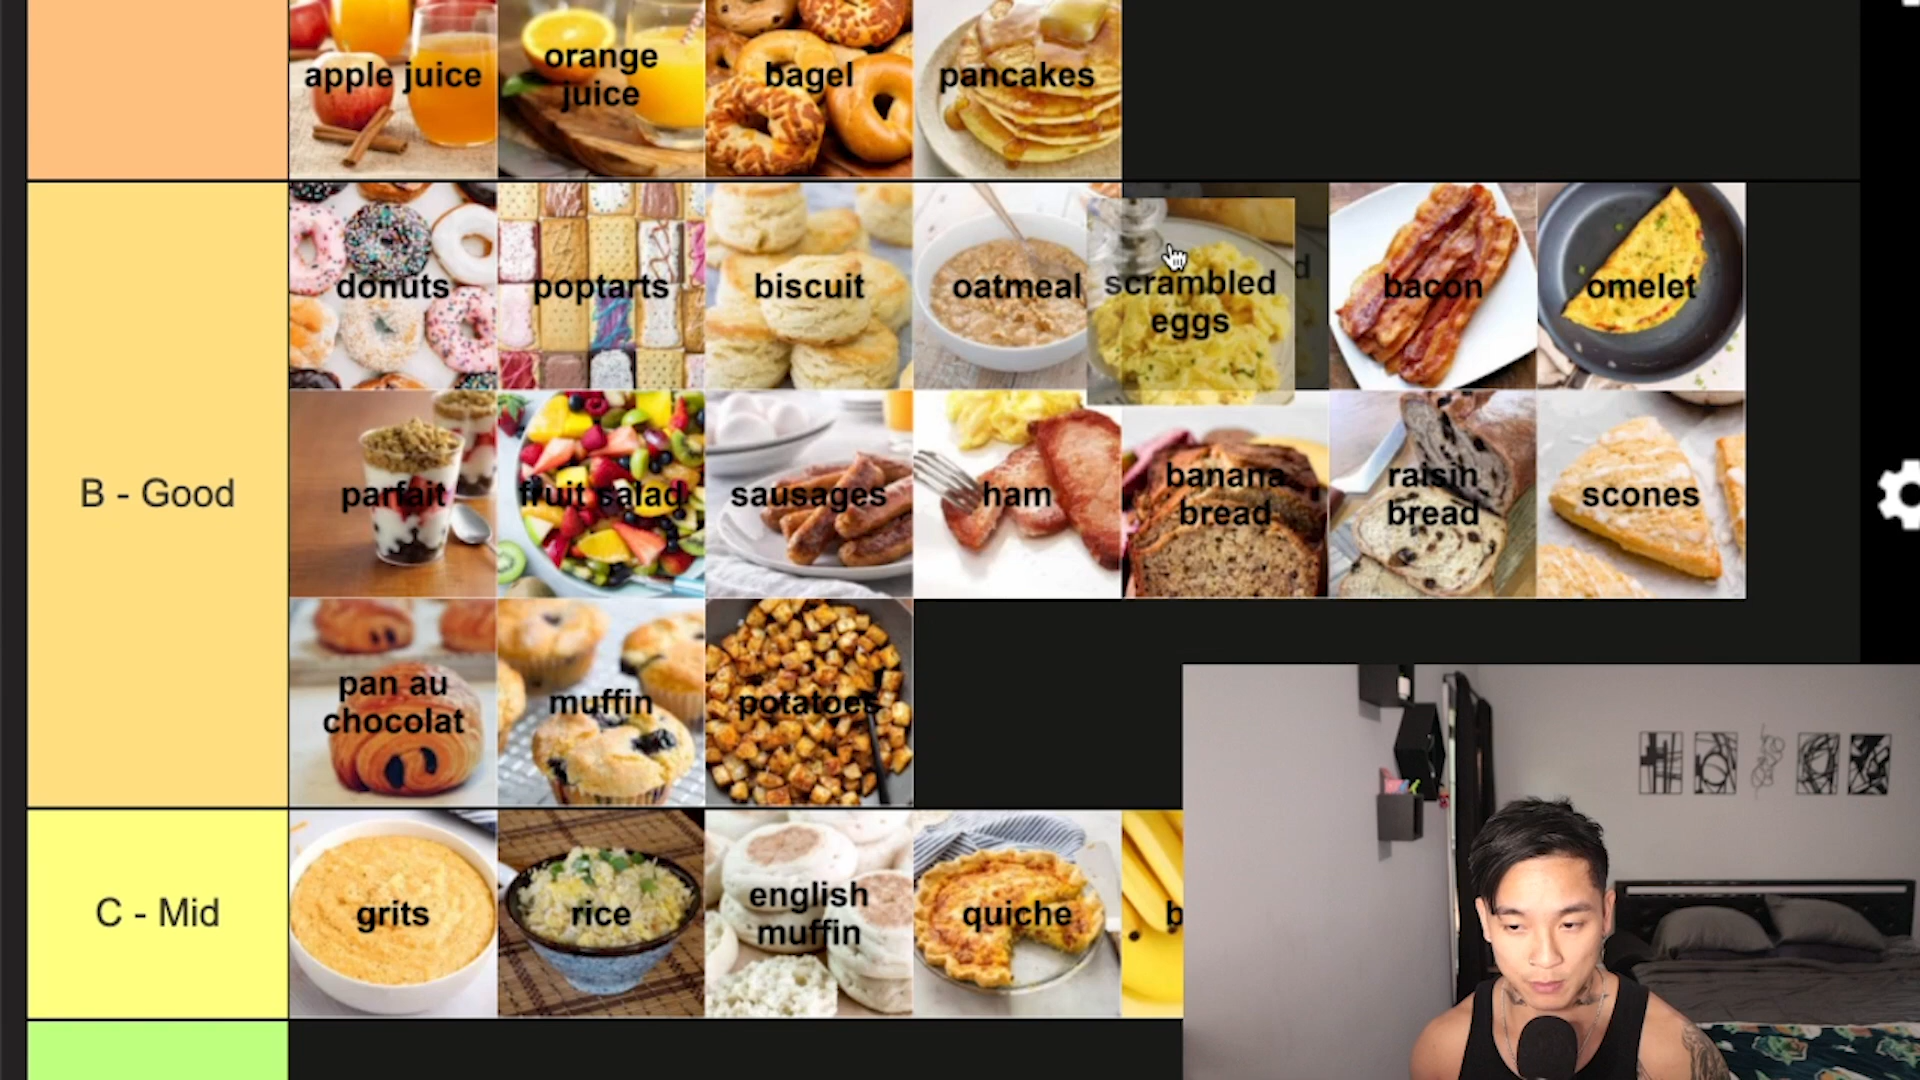 apple juice
orange
juice
bagel
pancakes
B - Good
donuts
poptarts
biscuit
oatmeal
scrambled
eggs
d
bacon
omelet
parfait
fruit salad
sausages
ham
banana
bread
raisin
bread
scones
pan au
chocolat
muffin
potatoes
C - Mid
grits
rice
english
muffin
quiche
b